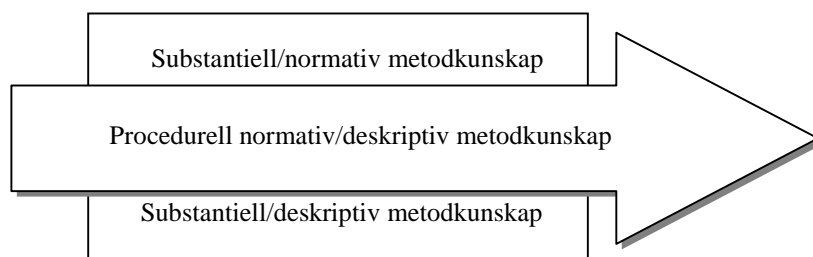 Substantiell/normativ metodkunskap
Procedurell normativ/deskriptiv metodkunskap
Substantiell/deskriptiv metodkunskap